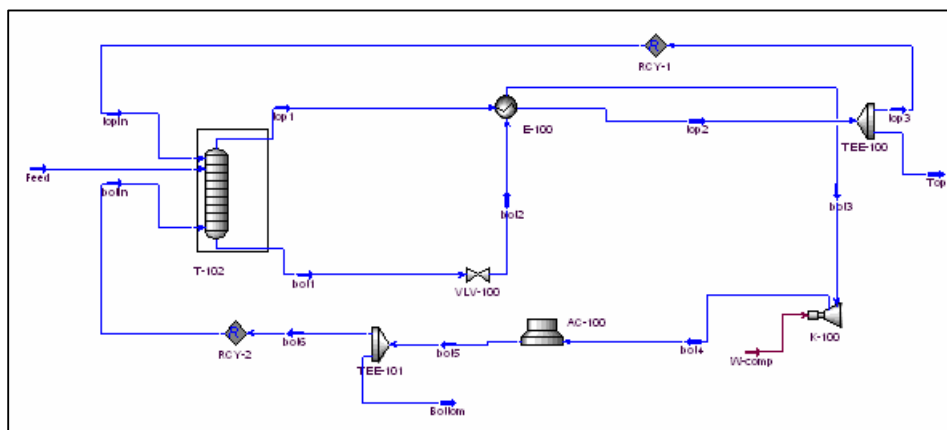 R
RCY-1
topin
top1
E-100
top2
top3
TEE-100
Top
Feed
botin
bot2
bot3
T-102
bot1
VLV-100
AC-100
K-100
R
RCY-2
bot6
TEE-101
bot5
bot4
W-comp
Bottom